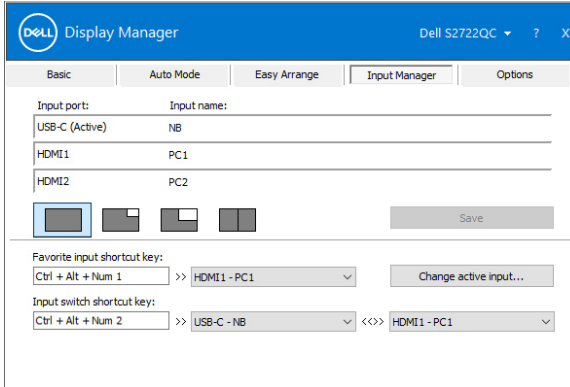 DELL Display Manager Dell S2722QC ? X
Basic Auto Mode Easy Arrange Input Manager Options
Input port: Input name:
USB-C (Active) NB
HDMI1 PC1
HDMI2 PC2
Save
Favorite input shortcut key:
Ctrl + Alt + Num 1 >> HDMI1 - PC1 Change active input...
Input switch shortcut key:
Ctrl + Alt + Num 2 >> USB-C - NB <<>> HDMI1 - PC1